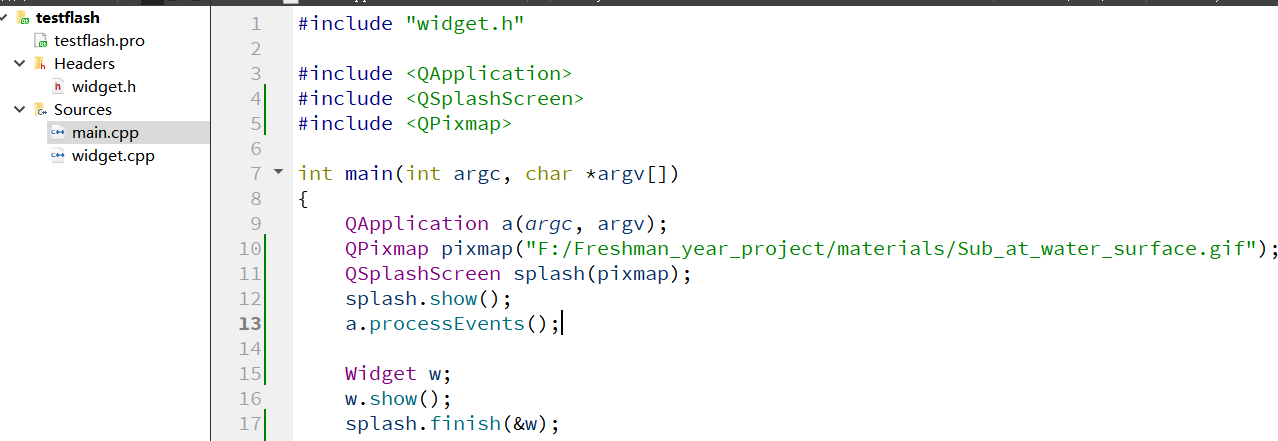 testflash
testflash.pro
Headers
widget.h
Sources
main.cpp
widget.cpp
1 #include "widget.h"
2
3 #include <QApplication>
4 #include <QSplashScreen>
5 #include <QPixmap>
6
7 int main(int argc, char *argv[])
8 {
9 QApplication a(argc, argv);
10 QPixmap pixmap("F:/Freshman_year_project/materials/Sub_at_water_surface.gif");
11 QSplashScreen splash(pixmap);
12 splash.show();
13 a.processEvents();
14
15 Widget w;
16 w.show();
17 splash.finish(&w);